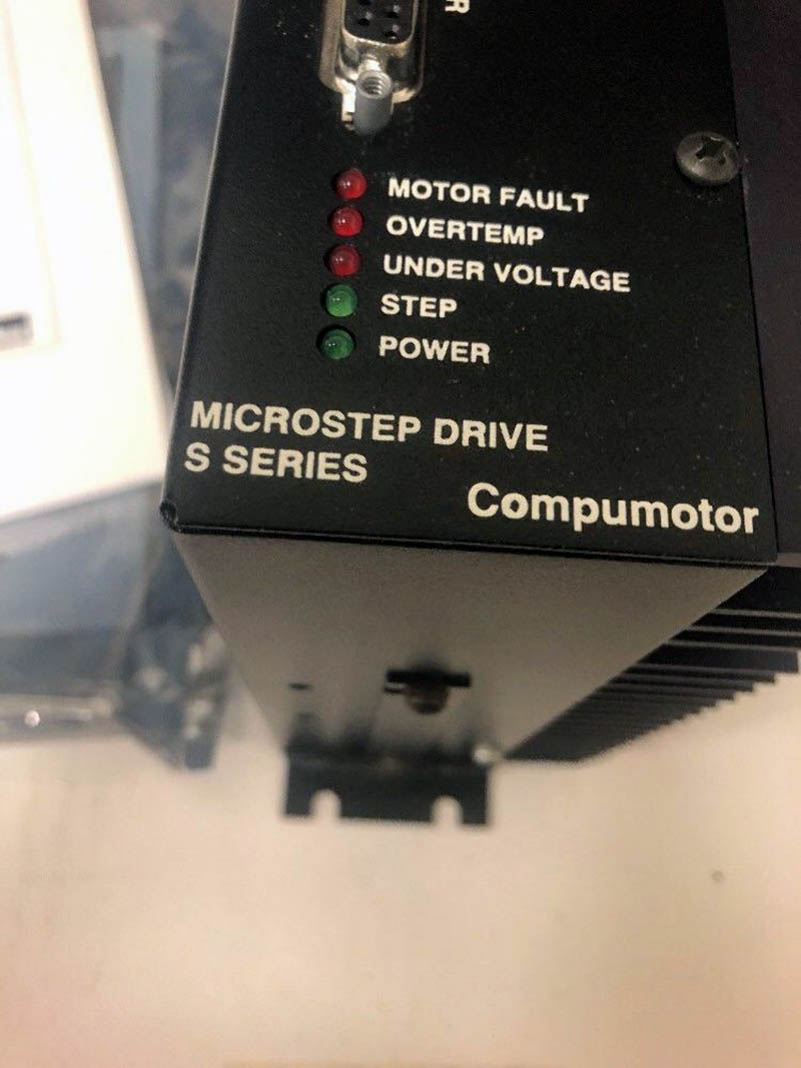 R
MOTOR FAULT
OVERTEMP
UNDER VOLTAGE
STEP
POWER
MICROSTEP DRIVE
S SERIES
Compumotor